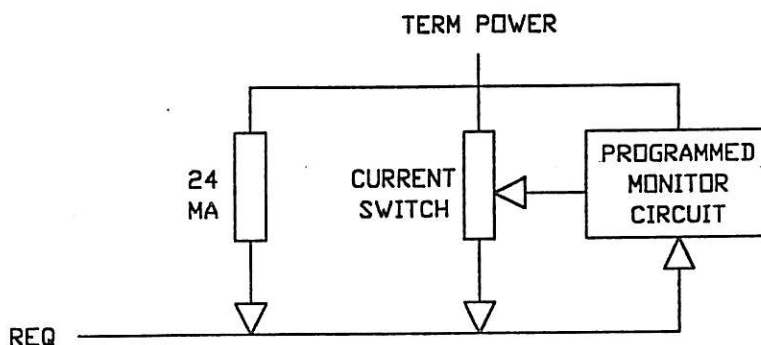 TERM POWER
24
MA
CURRENT
SWITCH
PROGRAMMED
MONITOR
CIRCUIT
REQ